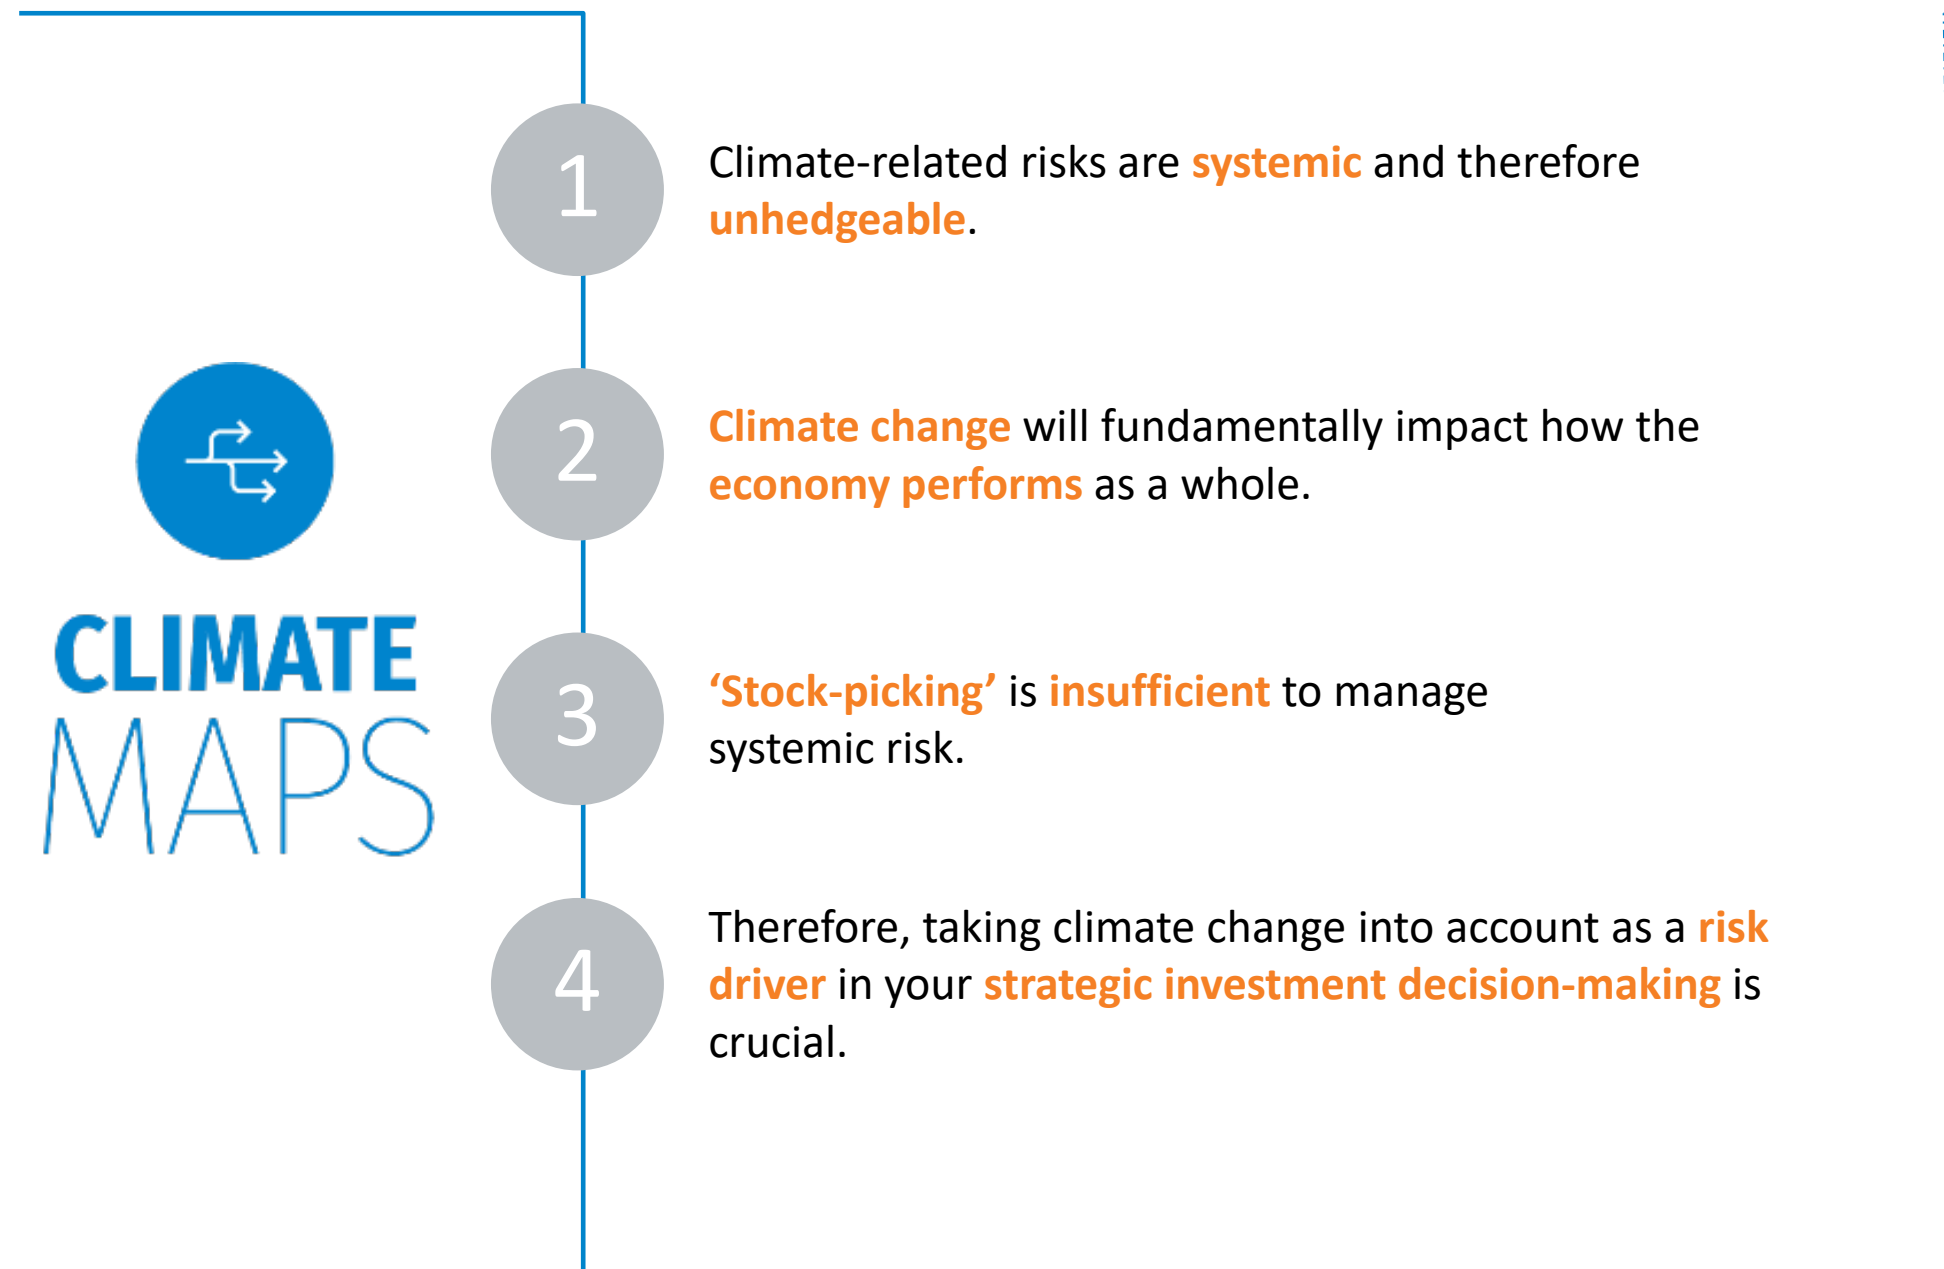 1
Climate-related risks are systemic and therefore
unhedgeable.
2
Climate change will fundamentally impact how the
economy performs as a whole.
CLIMATE
MAPS
3
‘Stock-picking’ is insufficient to manage
systemic risk.
4
Therefore, taking climate change into account as a risk
driver in your strategic investment decision-making is
crucial.